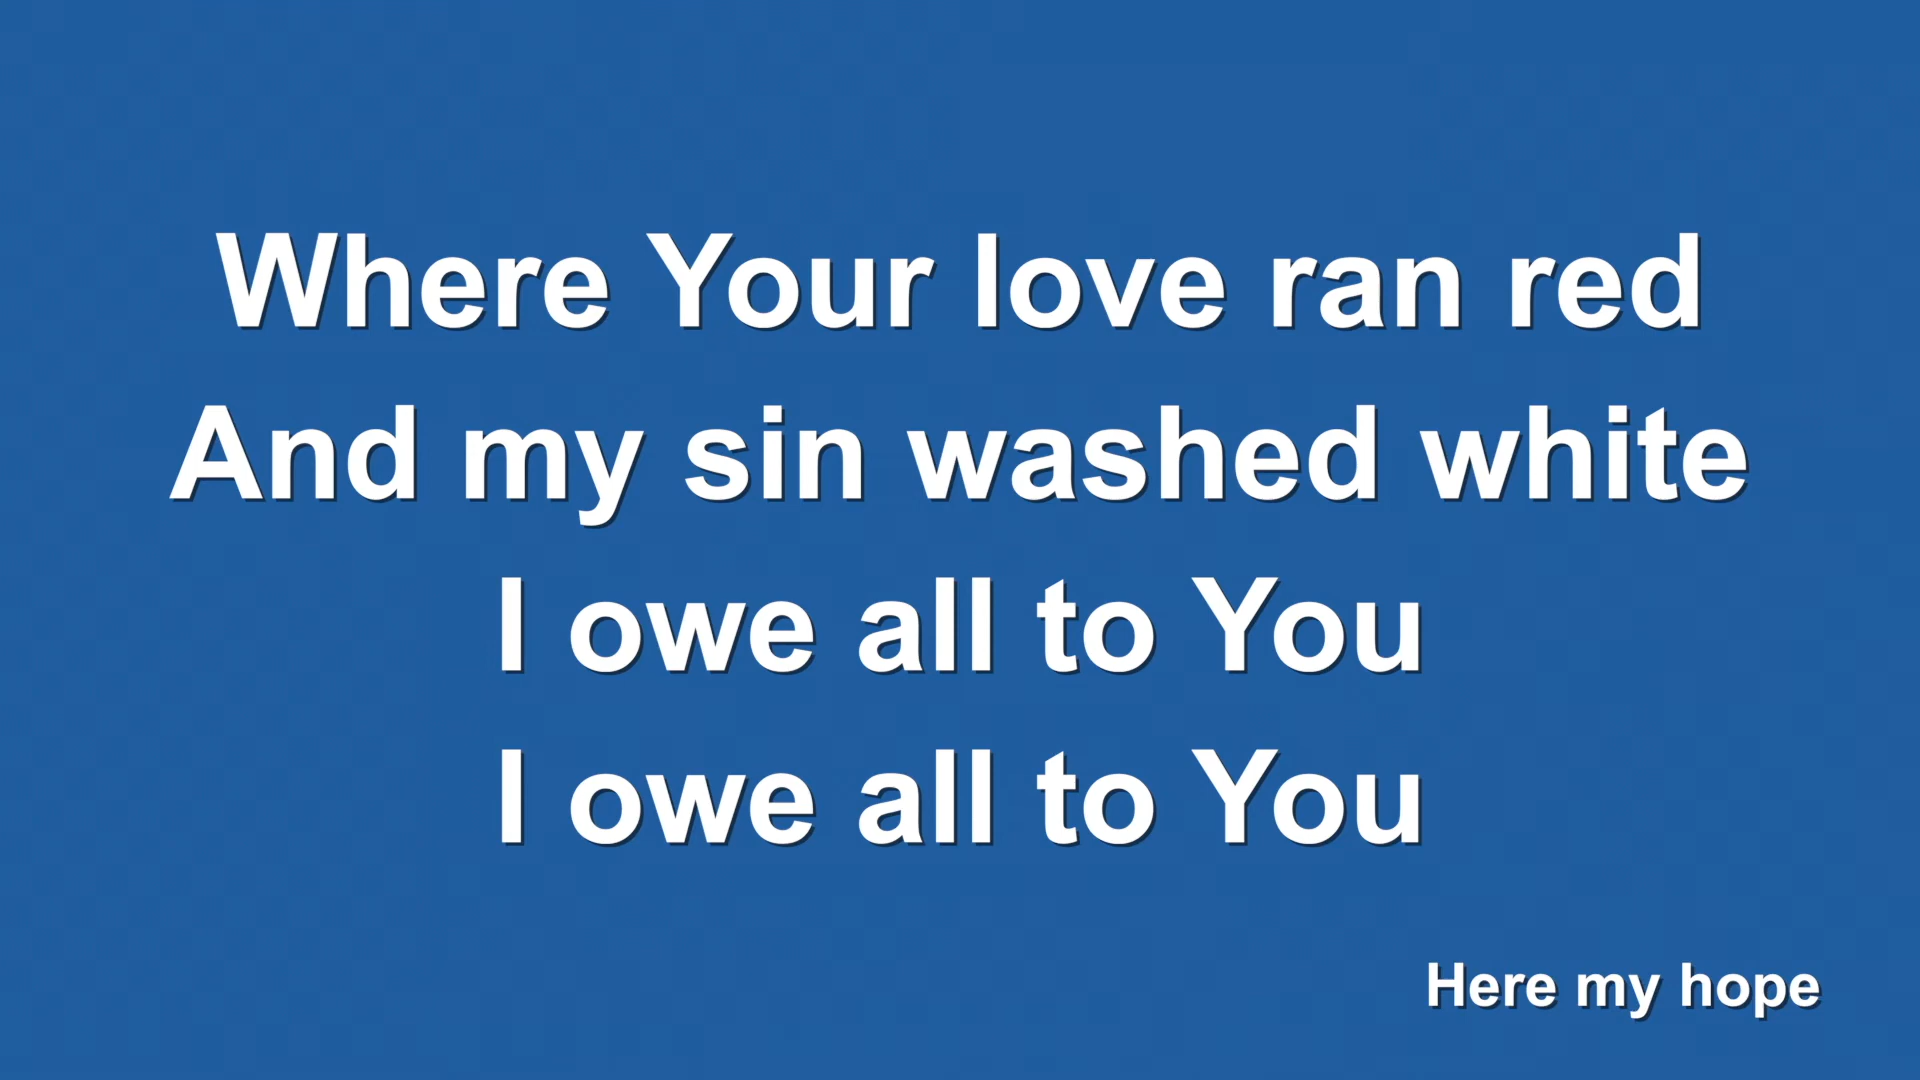 Where Your love ran red
And my sin washed white
I owe all to You
I owe all to You
Here my hope